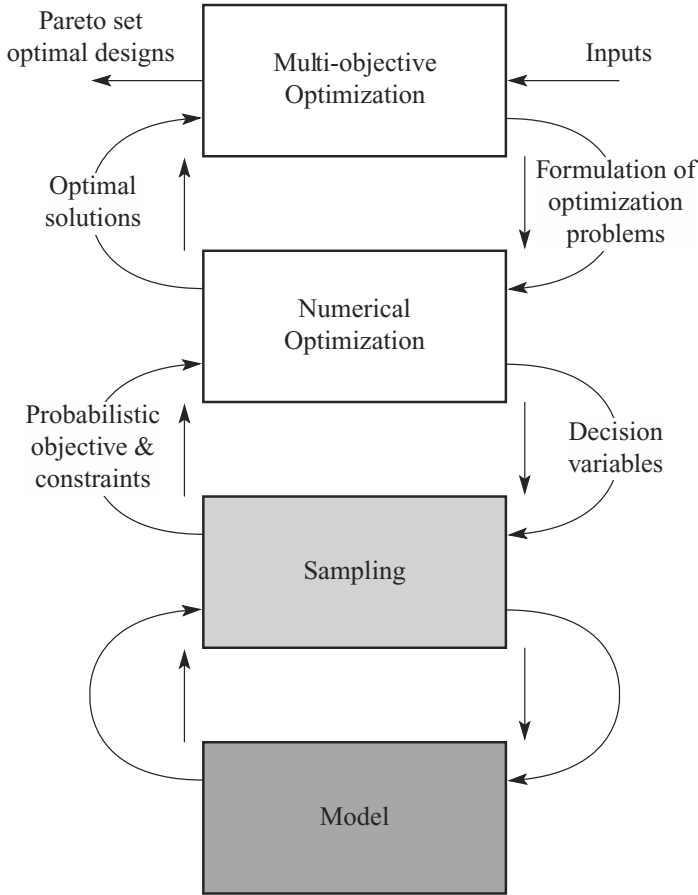 Pareto set
optimal designs
Multi-objective
Optimization
Inputs
Optimal
solutions
Formulation of
optimization
problems
Numerical
Optimization
Probabilistic
objective &
constraints
Decision
variables
Sampling
Model